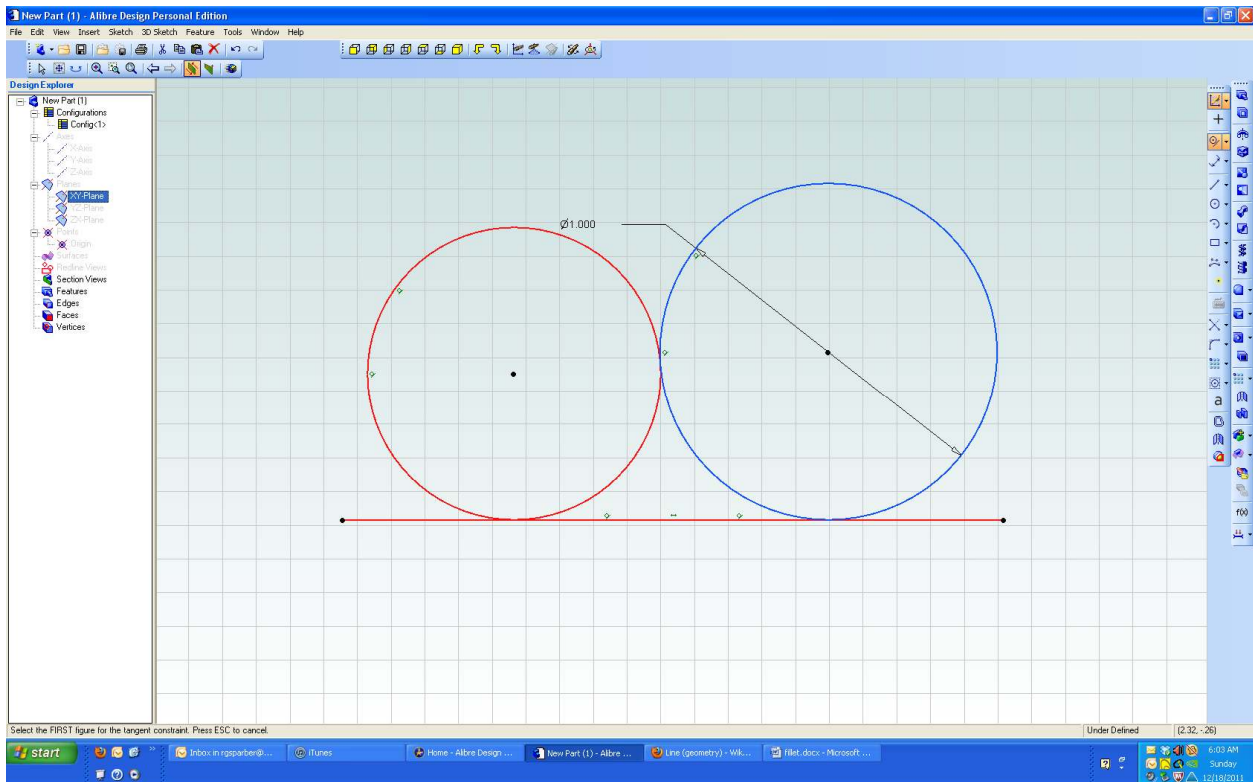 New Part (1) - Alibre Design Personal Edition
File Edit View Insert Sketch 3D Sketch Feature Tools Window Help
Design Explorer
New Part (1)
Configurations
Config<1>
Axes
X-Axis
Y-Axis
Z-Axis
Planes
XY-Plane
YZ-Plane
ZX-Plane
Points
Origin
Surfaces
Redline Views
Section Views
Features
Edges
Faces
Vertices
Ø1.000
a
f(x)
Select the FIRST figure for the tangent constraint. Press ESC to cancel.
Under Defined
(2.32, -.26)
start
Inbox in rgsparber@...
iTunes
Home - Alibre Design ...
New Part (1) - Alibre ...
Line (geometry) - Wik...
fillet.docx - Microsoft ...
6:03 AM
Sunday
12/18/2011